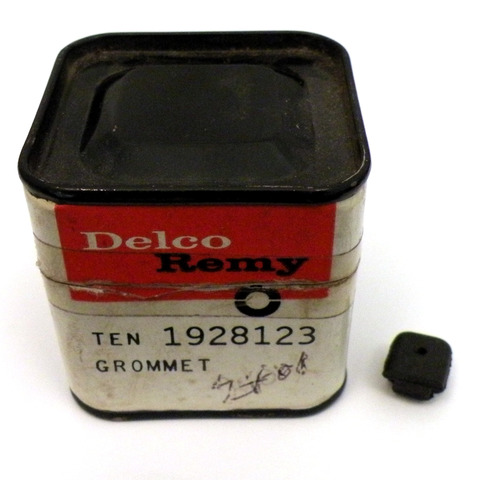 Delco
Remy
TEN 1928123
GROMMET